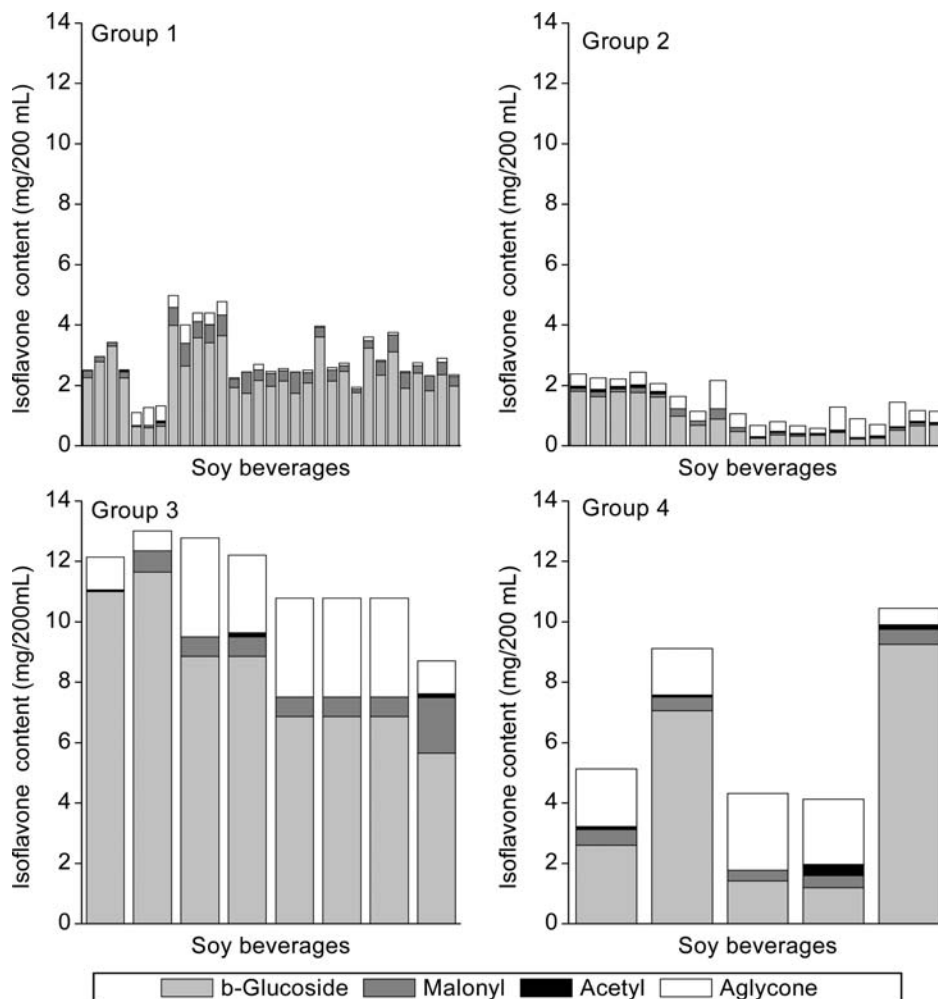 Group 1
Isoflavone content (mg/200 mL)
14
12
10
8
6
4
2
0
Soy beverages
Group 2
Isoflavone content (mg/200 mL)
14
12
10
8
6
4
2
0
Soy beverages
Group 3
Isoflavone content (mg/200mL)
14
12
10
8
6
4
2
0
Soy beverages
Group 4
Isoflavone content (mg/200 mL)
14
12
10
8
6
4
2
0
Soy beverages
b-Glucoside Malonyl Acetyl Aglycone